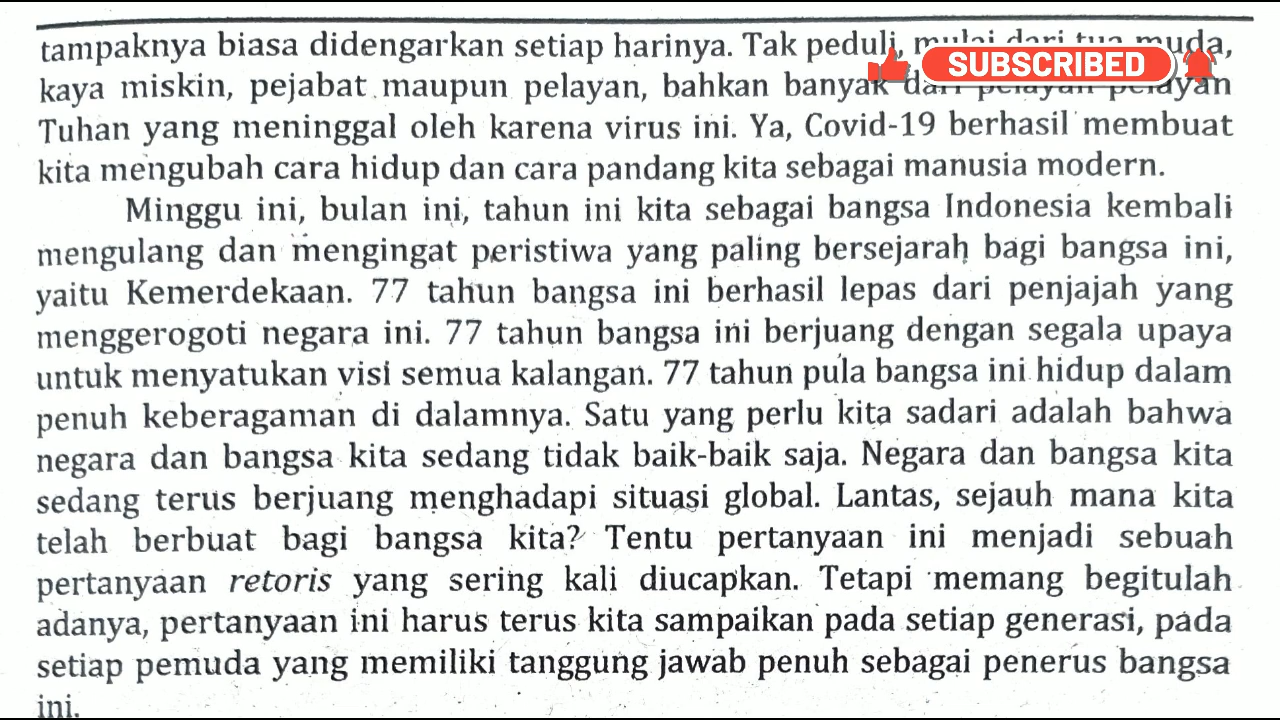 tampaknya biasa didengarkan setiap harinya. Tak peduli, mulai dari tua muda,
SUBSCRIBED
kaya miskin, pejabat maupun pelayan, bahkan banyak dari pelayan pelayan
Tuhan yang meninggal oleh karena virus ini. Ya, Covid-19 berhasil membuat
kita mengubah cara hidup dan cara pandang kita sebagai manusia modern.
Minggu ini, bulan ini, tahun ini kita sebagai bangsa Indonesia kembali
mengulang dan mengingat peristiwa yang paling bersejarah bagi bangsa ini,
yaitu Kemerdekaan. 77 tahun bangsa ini berhasil lepas dari penjajah yang
menggerogoti negara ini. 77 tahun bangsa ini berjuang dengan segala upaya
untuk menyatukan visi semua kalangan. 77 tahun pula bangsa ini hidup dalam
penuh keberagaman di dalamnya. Satu yang perlu kita sadari adalah bahwa
negara dan bangsa kita sedang tidak baik-baik saja. Negara dan bangsa kita
sedang terus berjuang menghadapi situasi global. Lantas, sejauh mana kita
telah berbuat bagi bangsa kita? Tentu pertanyaan ini menjadi sebuah
pertanyaan retoris yang sering kali diucapkan. Tetapi memang begitulah
adanya, pertanyaan ini harus terus kita sampaikan pada setiap generasi, pada
setiap pemuda yang memiliki tanggung jawab penuh sebagai penerus bangsa
ini.